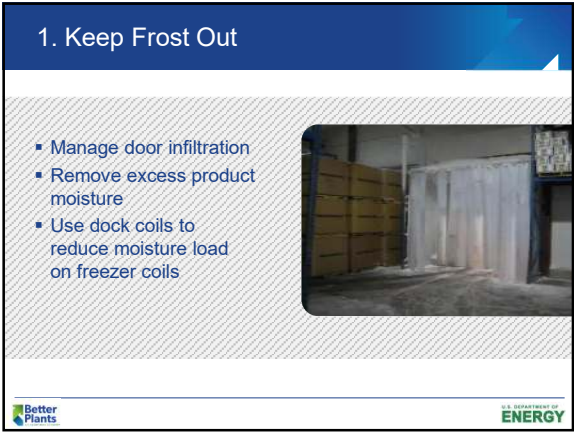 1. Keep Frost Out
▪ Manage door infiltration
▪ Remove excess product
moisture
▪ Use dock coils to
reduce moisture load
on freezer coils
Better
Plants
U.S. DEPARTMENT OF
ENERGY